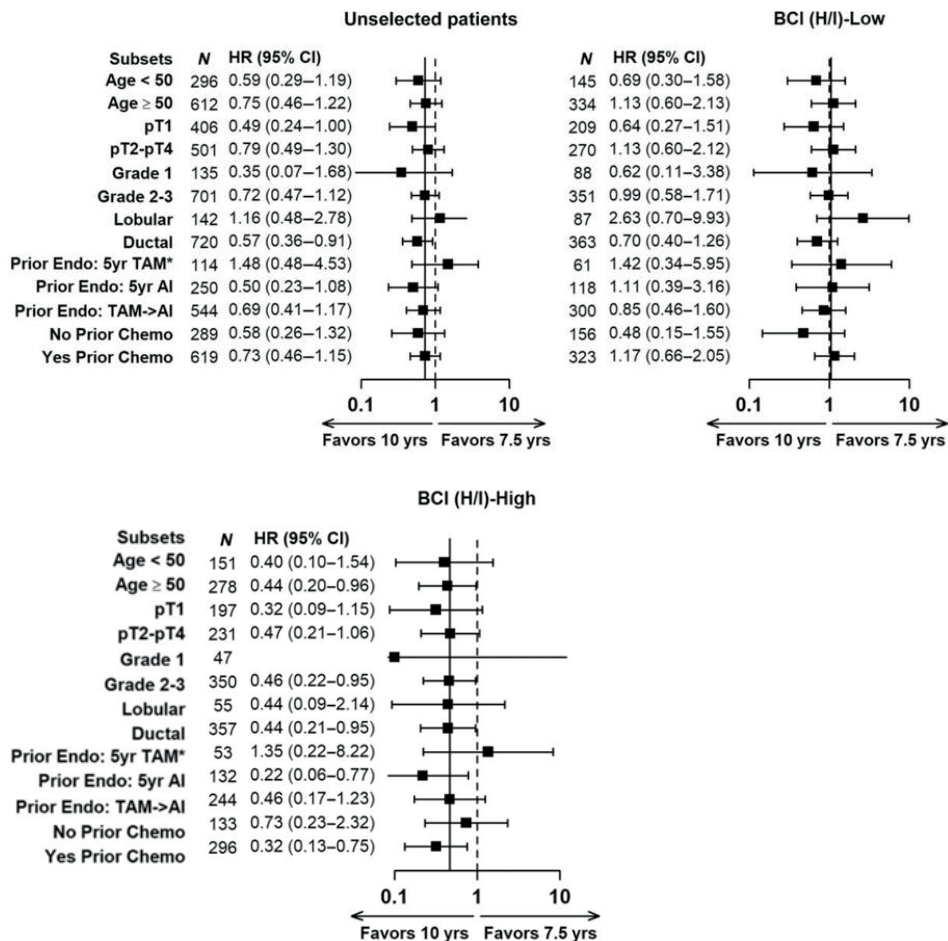 Unselected patients
Subsets N HR (95% CI)
Age < 50 296 0.59 (0.29–1.19)
Age ≥ 50 612 0.75 (0.46–1.22)
pT1 406 0.49 (0.24–1.00)
pT2-pT4 501 0.79 (0.49–1.30)
Grade 1 135 0.35 (0.07–1.68)
Grade 2-3 701 0.72 (0.47–1.12)
Lobular 142 1.16 (0.48–2.78)
Ductal 720 0.57 (0.36–0.91)
Prior Endo: 5yr TAM* 114 1.48 (0.48–4.53)
Prior Endo: 5yr AI 250 0.50 (0.23–1.08)
Prior Endo: TAM->AI 544 0.69 (0.41–1.17)
No Prior Chemo 289 0.58 (0.26–1.32)
Yes Prior Chemo 619 0.73 (0.46–1.15)
0.1 1 10
Favors 10 yrs Favors 7.5 yrs
BCI (H/I)-Low
N HR (95% CI)
145 0.69 (0.30–1.58)
334 1.13 (0.60–2.13)
209 0.64 (0.27–1.51)
270 1.13 (0.60–2.12)
88 0.62 (0.11–3.38)
351 0.99 (0.58–1.71)
87 2.63 (0.70–9.93)
363 0.70 (0.40–1.26)
61 1.42 (0.34–5.95)
118 1.11 (0.39–3.16)
300 0.85 (0.46–1.60)
156 0.48 (0.15–1.55)
323 1.17 (0.66–2.05)
0.1 1 10
Favors 10 yrs Favors 7.5 yrs
BCI (H/I)-High
Subsets N HR (95% CI)
Age < 50 151 0.40 (0.10–1.54)
Age ≥ 50 278 0.44 (0.20–0.96)
pT1 197 0.32 (0.09–1.15)
pT2-pT4 231 0.47 (0.21–1.06)
Grade 1 47
Grade 2-3 350 0.46 (0.22–0.95)
Lobular 55 0.44 (0.09–2.14)
Ductal 357 0.44 (0.21–0.95)
Prior Endo: 5yr TAM* 53 1.35 (0.22–8.22)
Prior Endo: 5yr AI 132 0.22 (0.06–0.77)
Prior Endo: TAM->AI 244 0.46 (0.17–1.23)
No Prior Chemo 133 0.73 (0.23–2.32)
Yes Prior Chemo 296 0.32 (0.13–0.75)
0.1 1 10
Favors 10 yrs Favors 7.5 yrs